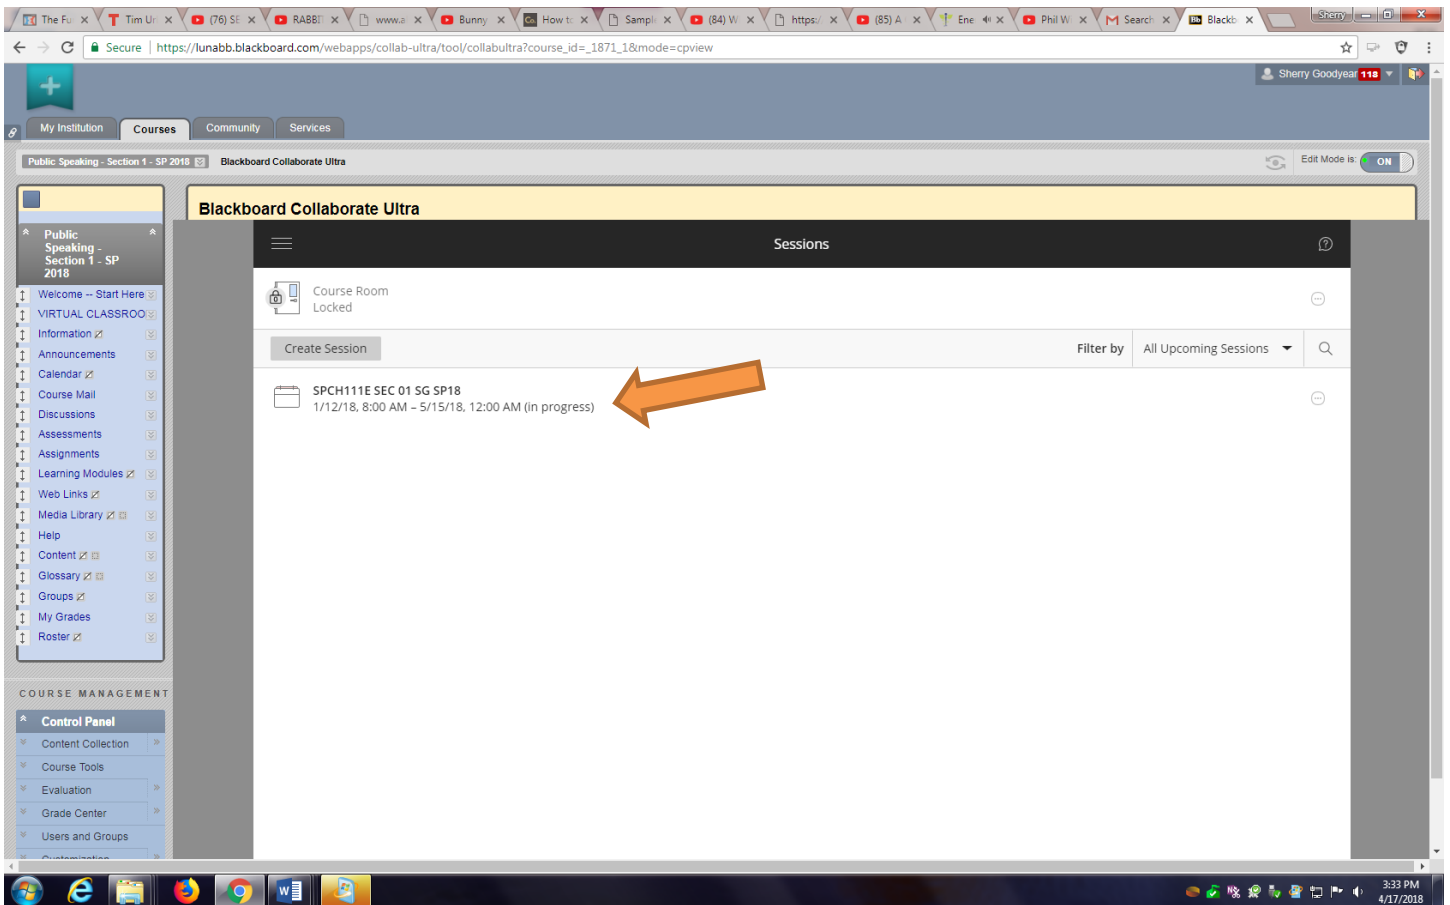 The Fu
Tim Ur
(76) SE
RABBIT
www.a
Bunny
How to
Sample
(84) W
https:/
(85) A
Ene
Phil W
Search
Blackb
Sherry
Secure | https://lunabb.blackboard.com/webapps/collab-ultra/tool/collabultra?course_id=_1871_1&mode=cpview
Sherry Goodyear 118
My Institution Courses Community Services
Public Speaking - Section 1 - SP 2018 Blackboard Collaborate Ultra
Edit Mode is: ON
Blackboard Collaborate Ultra
Public
Speaking -
Section 1 - SP
2018
Welcome -- Start Here
VIRTUAL CLASSROO
Information
Announcements
Calendar
Course Mail
Discussions
Assessments
Assignments
Learning Modules
Web Links
Media Library
Help
Content
Glossary
Groups
My Grades
Roster
COURSE MANAGEMENT
Control Panel
Content Collection
Course Tools
Evaluation
Grade Center
Users and Groups
Customization
Sessions
Course Room
Locked
Create Session
Filter by All Upcoming Sessions
SPCH111E SEC 01 SG SP18
1/12/18, 8:00 AM – 5/15/18, 12:00 AM (in progress)
3:33 PM
4/17/2018